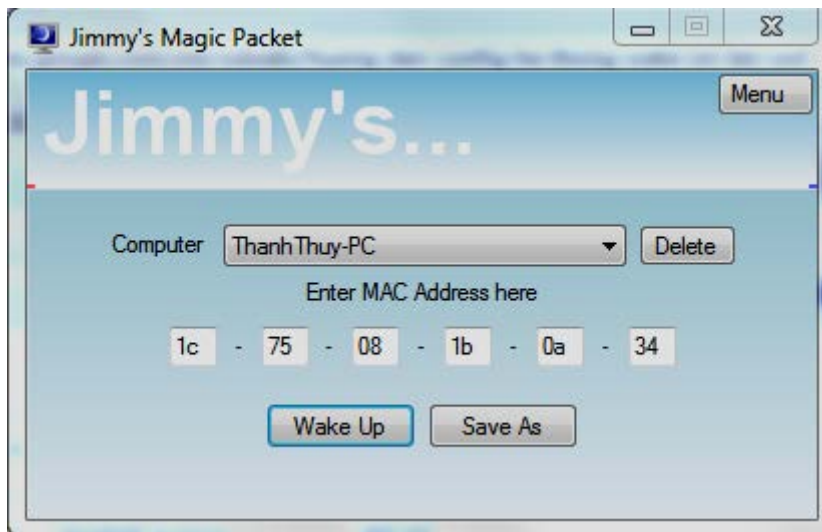 Jimmy's Magic Packet
Menu
Jimmy's...
Computer ThanhThuy-PC Delete
Enter MAC Address here
1c - 75 - 08 - 1b - 0a - 34
Wake Up Save As